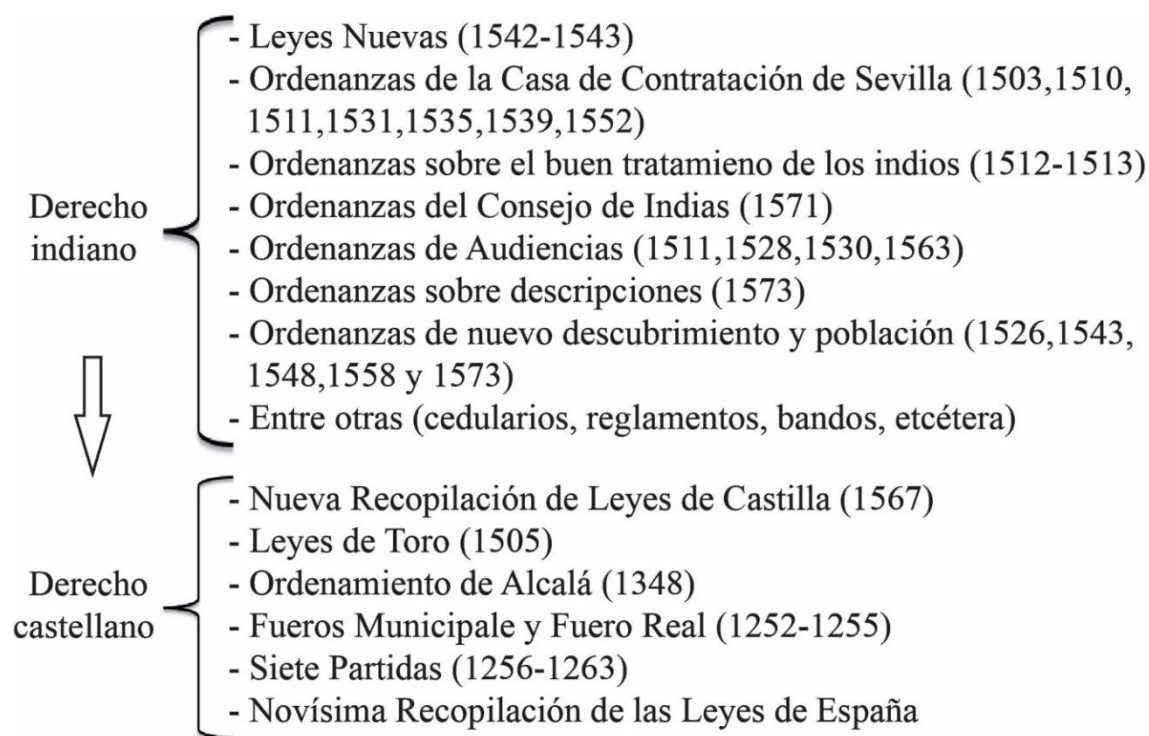 Derecho
indiano
- Leyes Nuevas (1542-1543)
- Ordenanzas de la Casa de Contratación de Sevilla (1503,1510,
1511,1531,1535,1539,1552)
- Ordenanzas sobre el buen tratamieno de los indios (1512-1513)
- Ordenanzas del Consejo de Indias (1571)
- Ordenanzas de Audiencias (1511,1528,1530,1563)
- Ordenanzas sobre descripciones (1573)
- Ordenanzas de nuevo descubrimiento y población (1526,1543,
1548,1558 y 1573)
- Entre otras (cedularios, reglamentos, bandos, etcétera)
Derecho
castellano
- Nueva Recopilación de Leyes de Castilla (1567)
- Leyes de Toro (1505)
- Ordenamiento de Alcalá (1348)
- Fueros Municipale y Fuero Real (1252-1255)
- Siete Partidas (1256-1263)
- Novísima Recopilación de las Leyes de España